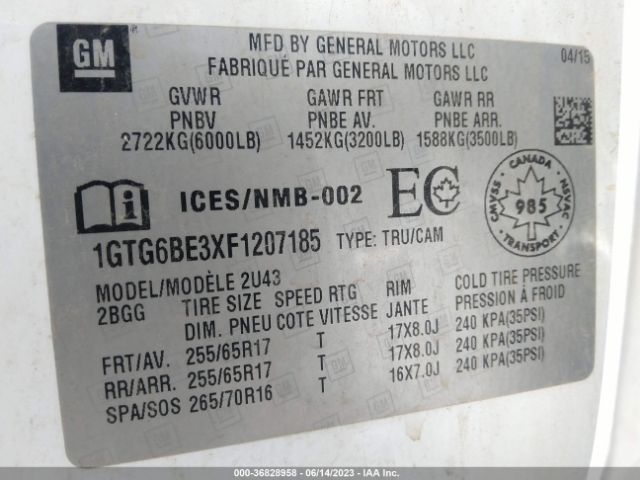 GM
MFD BY GENERAL MOTORS LLC
FABRIQUÉ PAR GENERAL MOTORS LLC
04/15
GVWR GAWR FRT GAWR RR
PNBV PNBE AV. PNBE ARR.
2722KG(6000LB) 1452KG(3200LB) 1588KG(3500LB)
ICES/NMB-002
EC
CANADA
CMVSS
NSVAC
985
TRANSPORT
1GTG6BE3XF1207185 TYPE: TRU/CAM
MODEL/MODÈLE 2U43
2BGG TIRE SIZE SPEED RTG RIM COLD TIRE PRESSURE
DIM. PNEU COTE VITESSE JANTE PRESSION À FROID
FRT/AV. 255/65R17 T 17X8.0J 240 KPA(35PSI)
RR/ARR. 255/65R17 T 17X8.0J 240 KPA(35PSI)
SPA/SOS 265/70R16 T 16X7.0J 240 KPA(35PSI)
000-36828958 - 06/14/2023 - IAA Inc.